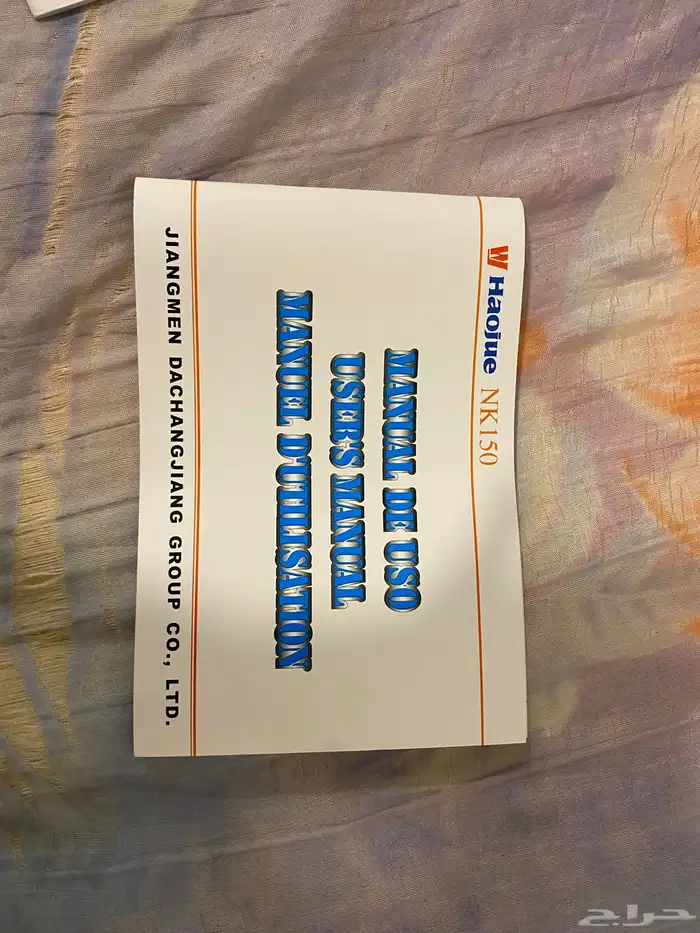 Haojue NK150
MANUAL DE USO
USER'S MANUAL
MANUEL D'UTILISATION
JIANGMEN DACHANGJIANG GROUP CO., LTD.
حراج